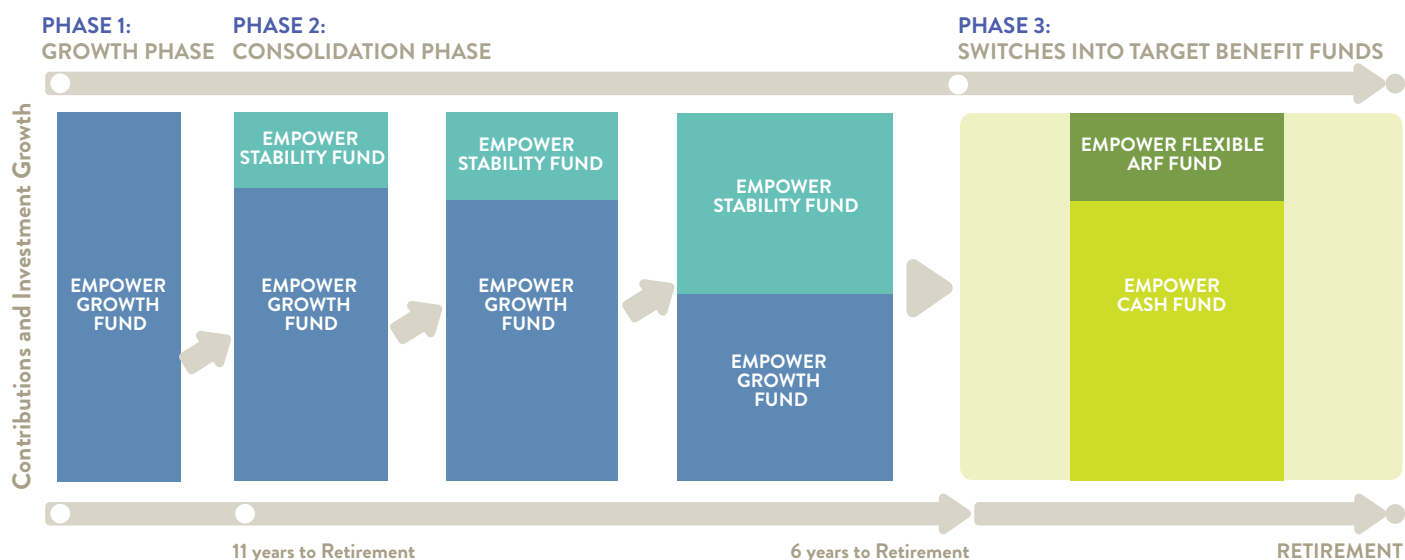 PHASE 1:
GROWTH PHASE
PHASE 2:
CONSOLIDATION PHASE
PHASE 3:
SWITCHES INTO TARGET BENEFIT FUNDS
Contributions and Investment Growth
EMPOWER
GROWTH
FUND
EMPOWER
STABILITY FUND
EMPOWER
GROWTH
FUND
EMPOWER
STABILITY FUND
EMPOWER
GROWTH
FUND
EMPOWER
STABILITY FUND
EMPOWER
GROWTH
FUND
EMPOWER FLEXIBLE
ARF FUND
EMPOWER
CASH FUND
11 years to Retirement
6 years to Retirement
RETIREMENT